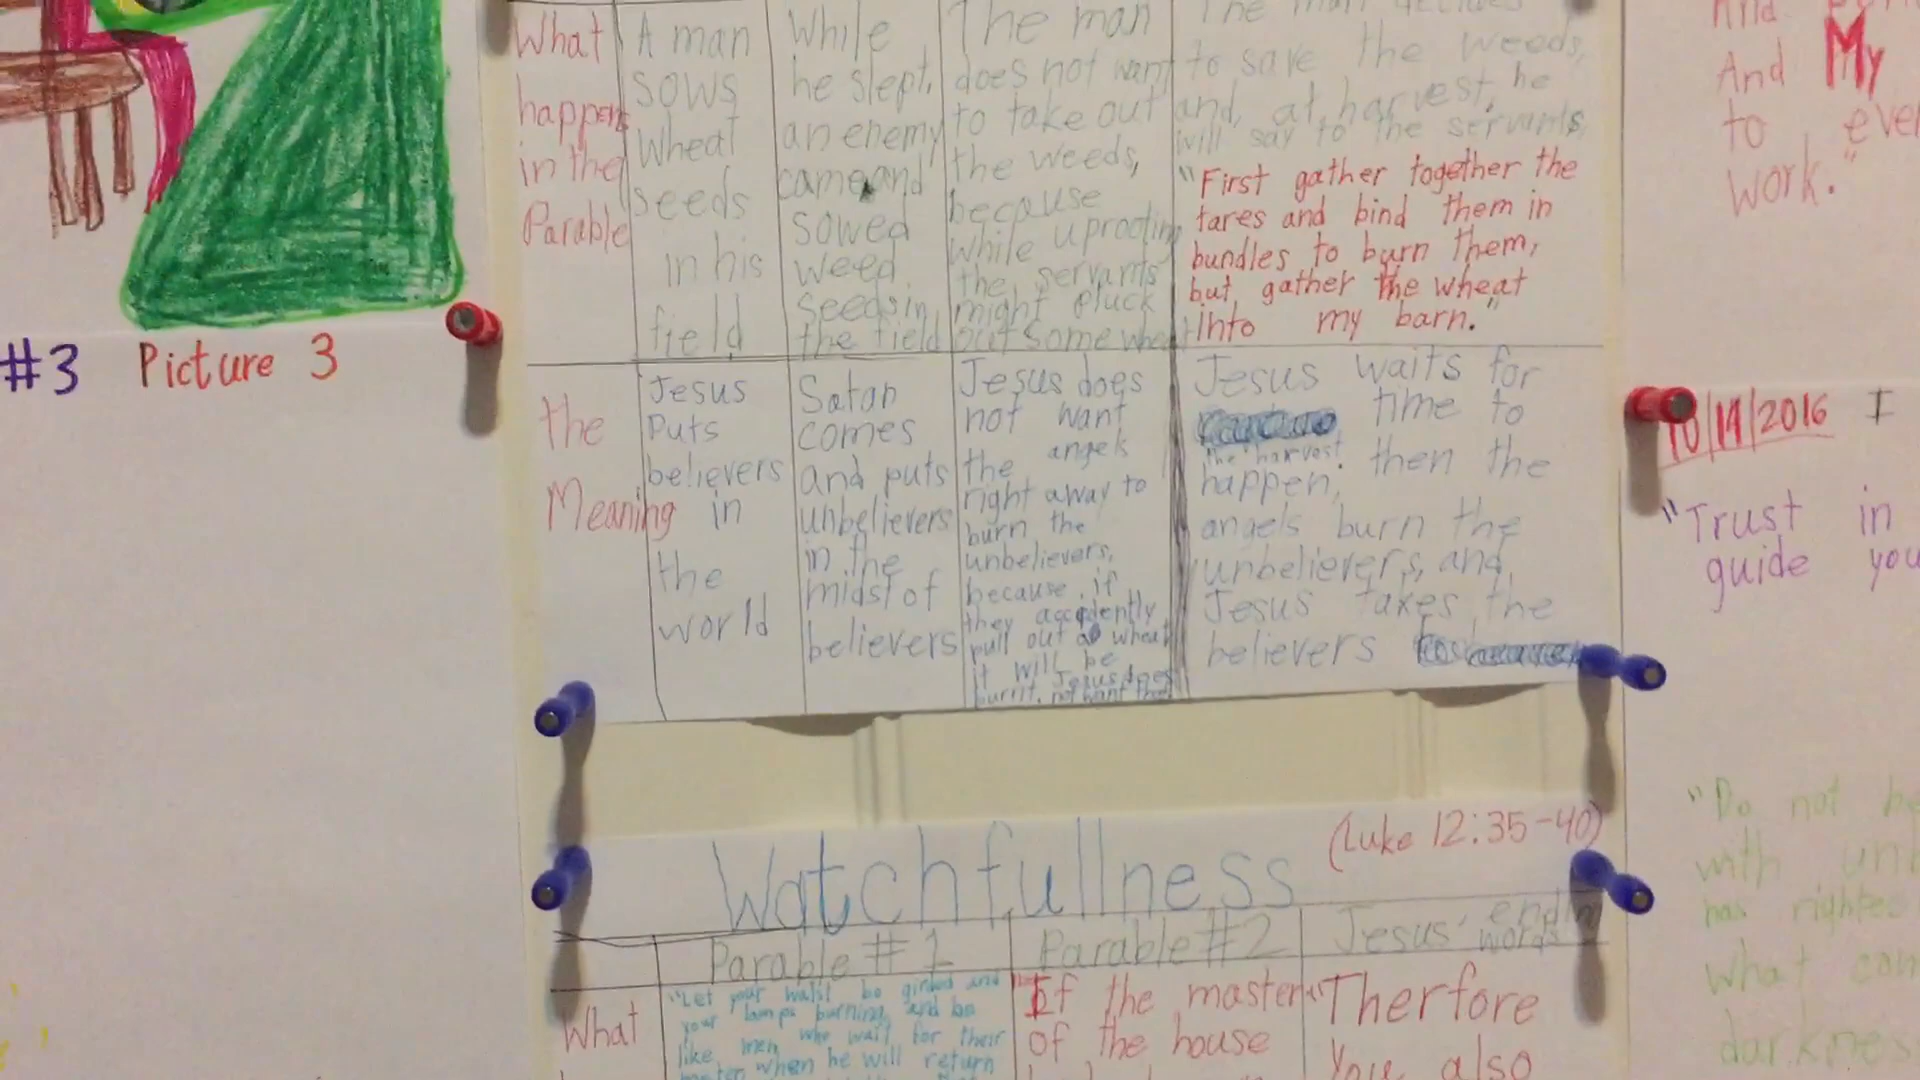 #3 Picture 3
What
happens
in the
Parable
A man
sows
wheat
seeds
in his
field
While
he slept,
an enemy
came and
sowed
weed
seeds in
the field
The man
does not want
to take out
the weeds,
because
while uprooting
the servants
might pluck
out some wheat
to save the weeds,
and, at harvest, he
will say to the servants,
"First gather together the
tares and bind them in
bundles to burn them,
but gather the wheat
into my barn."
the
Meaning
Jesus
puts
believers
in
the
world
Satan
comes
and puts
unbelievers
in the
midst of
believers
Jesus does
not want
the angels
right away to
burn the
unbelievers,
because, if
they accedently
pull out a wheat
it will be
burnt. Jesus does
not want that
Jesus waits for
time to
the harvest
happen, then the
angels burn the
unbelievers, and
Jesus takes the
believers
Watchfullness
(Luke 12:35-40)
Parable #1
Parable #2
Jesus' ending
words
What
"Let your waist be girded and
your lamps burning, and be
like men who wait for their
master, when he will return
"If the master
of the house
"Therfore
you also
And
And My
to
work."
10/14/2016 I
"Trust in
guide
"Do not
with
has
what